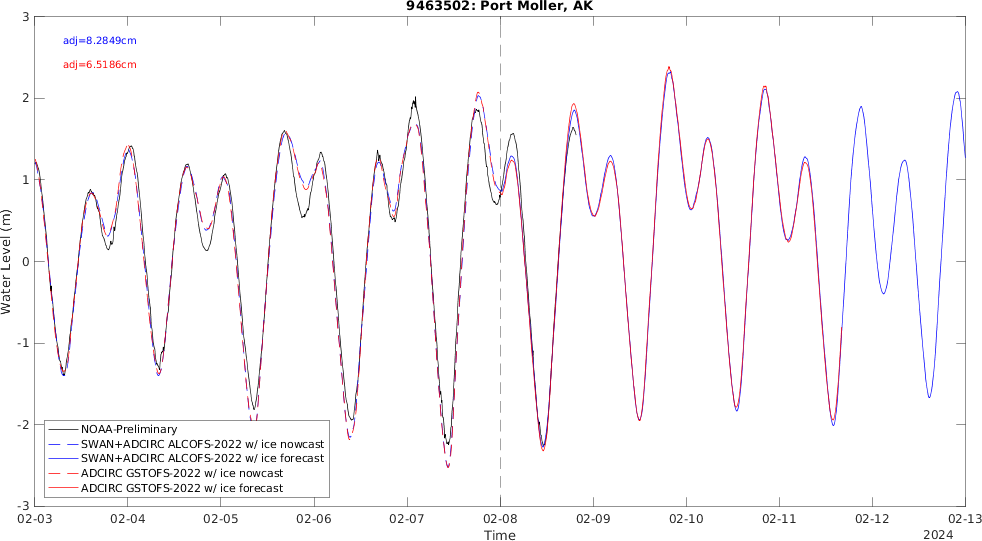 9463502: Port Moller, AK
adj=8.2849cm
adj=6.5186cm
Water Level (m)
3
2
1
0
-1
-2
-3
NOAA-Preliminary
SWAN+ADCIRC ALCOFS-2022 w/ ice nowcast
SWAN+ADCIRC ALCOFS-2022 w/ ice forecast
ADCIRC GSTOFS-2022 w/ ice nowcast
ADCIRC GSTOFS-2022 w/ ice forecast
02-03 02-04 02-05 02-06 02-07 02-08 02-09 02-10 02-11 02-12 02-13
Time
2024